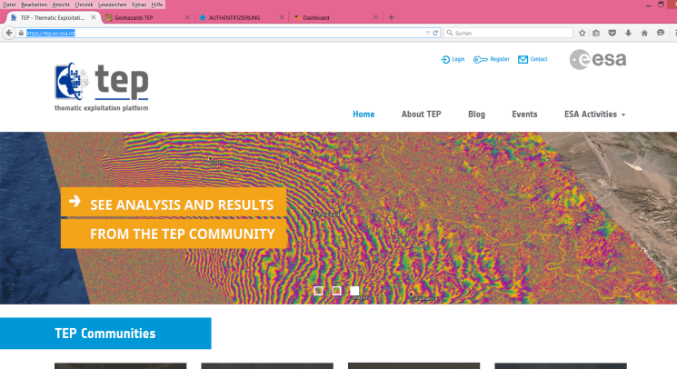 Datei Bearbeiten Ansicht Chronik Lesezeichen Extras Hilfe
TEP - Thematic Exploitati...
Geohazards TEP
AUTHENTIFIZIERUNG
Dashboard
https://tep.eo.esa.int
Suchen
Login Register Contact
esa
tep
thematic exploitation platform
Home About TEP Blog Events ESA Activities
SEE ANALYSIS AND RESULTS
FROM THE TEP COMMUNITY
TEP Communities